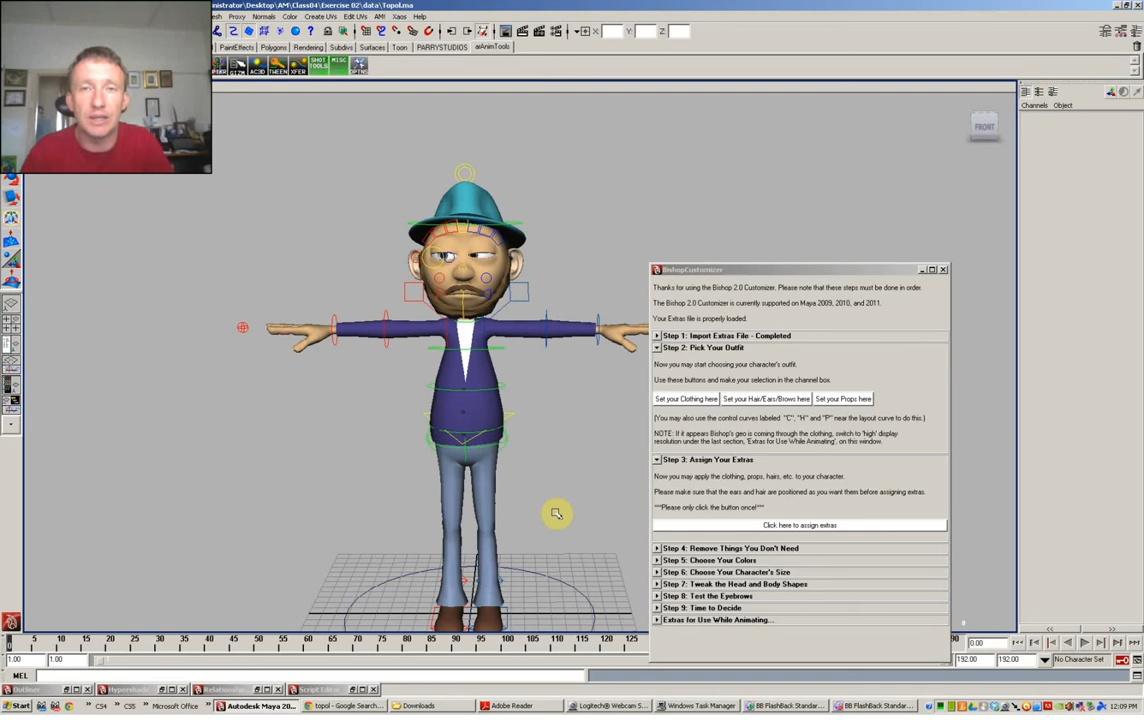 ministrator\Desktop\AM\Class04\Exercise 02\data\Topol.ma
esh Proxy Normals Color Create UVs Edit UVs AMI Xaos Help
X: Y: Z:
PaintEffects Polygons Rendering Subdivs Surfaces Toon PARRYSTUDIOS aiAnimTools
GIZM AC3D TWEEN XFER SHOT TOOLS MISC OPTNS
Channels Object
FRONT
BishopCustomizer
Thanks for using the Bishop 2.0 Customizer. Please note that these steps must be done in order.
The Bishop 2.0 Customizer is currently supported on Maya 2009, 2010, and 2011.
Your Extras file is properly loaded.
Step 1: Import Extras File - Completed
Step 2: Pick Your Outfit
Now you may start choosing your character's outfit.
Use these buttons and make your selection in the channel box.
Set your Clothing here Set your Hair/Ears/Brows here Set your Props here
(You may also use the control curves labeled "C", "H" and "P" near the layout curve to do this.)
NOTE: If it appears Bishop's geo is coming through the clothing, switch to 'high' display
resolution under the last section, 'Extras for Use While Animating', on this window.
Step 3: Assign Your Extras
Now you may apply the clothing, props, hairs, etc. to your character.
Please make sure that the ears and hair are positioned as you want them before assigning extras.
***Please only click the button once!***
Click here to assign extras
Step 4: Remove Things You Don't Need
Step 5: Choose Your Colors
Step 6: Choose Your Character's Size
Step 7: Tweak the Head and Body Shapes
Step 8: Test the Eyebrows
Step 9: Time to Decide
Extras for Use While Animating...
5 10 15 20 25 30 35 40 45 50 55 60 65 70 75 80 85 90 95 100 105 110 115 120 125 90 0.00
1.00 1.00 192.00 192.00 No Character Set
MEL
Outliner Hypershade Relationshi... Script Edit...
Start CS4 CS5 Microsoft Office Autodesk Maya 20... topol - Google Search... Downloads Adobe Reader Logitech® Webcam S... Windows Task Manager BB FlashBack Standar... BB FlashBack Standar... 12:09 PM